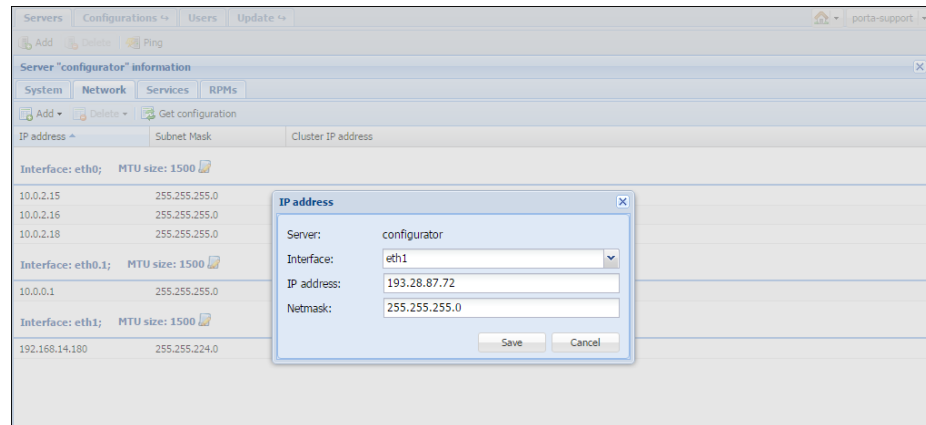 Servers Configurations Users Update porta-support
Add Delete Ping
Server "configurator" information
System Network Services RPMs
Add Delete Get configuration
IP address Subnet Mask Cluster IP address
Interface: eth0; MTU size: 1500
10.0.2.15 255.255.255.0
10.0.2.16 255.255.255.0
10.0.2.18 255.255.255.0
Interface: eth0.1; MTU size: 1500
10.0.0.1 255.255.255.0
Interface: eth1; MTU size: 1500
192.168.14.180 255.255.224.0
IP address
Server: configurator
Interface: eth1
IP address: 193.28.87.72
Netmask: 255.255.255.0
Save Cancel